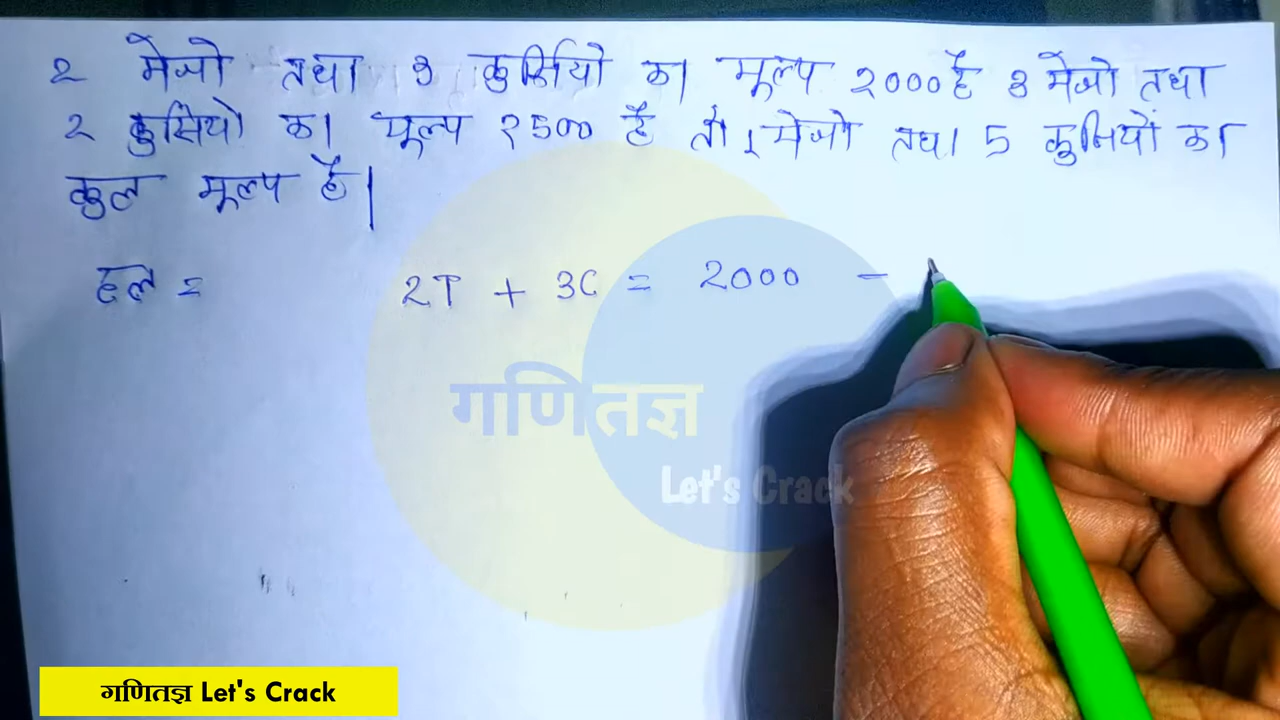 2 मेजो तथा 3 कुर्सियो का मूल्य 2000 है 3 मेजो तथा
2 कुर्सियो का मूल्य 2500 है तो 1 मेजो तथा 5 कुर्सियों का
कुल मूल्य है।
हल = 2T + 3C = 2000 -
गणितज्ञ
Let's Crack
गणितज्ञ Let's Crack